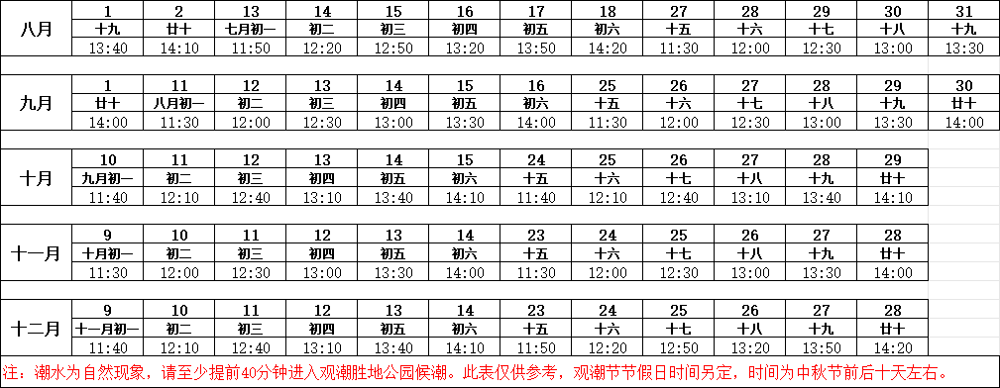 八月
1 2 13 14 15 16 17 18 27 28 29 30 31
十九 廿十 七月初一 初二 初三 初四 初五 初六 十五 十六 十七 十八 十九
13:40 14:10 11:50 12:20 12:50 13:20 13:50 14:20 11:30 12:00 12:30 13:00 13:30
九月
1 11 12 13 14 15 16 25 26 27 28 29 30
廿十 八月初一 初二 初三 初四 初五 初六 十五 十六 十七 十八 十九 廿十
14:00 11:30 12:00 12:30 13:00 13:30 14:00 11:30 12:00 12:30 13:00 13:30 14:00
十月
10 11 12 13 14 15 24 25 26 27 28 29
九月初一 初二 初三 初四 初五 初六 十五 十六 十七 十八 十九 廿十
11:40 12:10 12:40 13:10 13:40 14:10 11:40 12:10 12:40 13:10 13:40 14:10
十一月
9 10 11 12 13 14 23 24 25 26 27 28
十月初一 初二 初三 初四 初五 初六 十五 十六 十七 十八 十九 廿十
11:30 12:00 12:30 13:00 13:30 14:00 11:30 12:00 12:30 13:00 13:30 14:00
十二月
9 10 11 12 13 14 23 24 25 26 27 28
十一月初一 初二 初三 初四 初五 初六 十五 十六 十七 十八 十九 廿十
11:40 12:10 12:40 13:10 13:40 14:10 11:50 12:20 12:50 13:20 13:50 14:20
注：潮水为自然现象，请至少提前40分钟进入观潮胜地公园候潮。此表仅供参考，观潮节节假日时间另定，时间为中秋节前后十天左右。